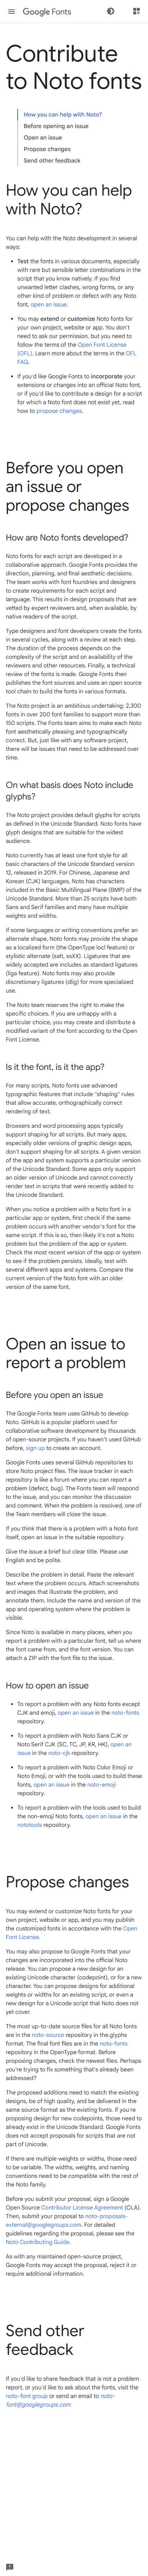 Google Fonts
Contribute
to Noto fonts
How you can help with Noto?
Before opening an issue
Open an issue
Propose changes
Send other feedback
How you can help
with Noto?
You can help with the Noto development in several
ways:
Test the fonts in various documents, especially
with rare but sensible letter combinations in the
script that you know natively. If you find
missing letter changes, wrong forms, or any
other kind of problem or defect with any Noto
font, open an issue.
You may extend or customize Noto fonts for
your own project, website or app. You don't
need to ask our permission, but you need to
follow the terms of the Open Font License
(OFL). Learn more about the terms in the OFL
FAQ.
If you'd like Google Fonts to incorporate your
extensions or changes into an official Noto font,
or if you'd like to contribute a design for a script
for which a Noto font does not exist yet, read
how to propose changes.
Before you open
an issue or
propose changes
How are Noto fonts developed?
Noto fonts for each script are developed in a
collaborative approach. Google Fonts provides the
direction, planning, and final aesthetic decisions.
The team works with font foundries and designers
to create requirements for each script and
language. This results in design proposals that are
vetted by expert reviewers and, when available, by
native readers of the script.
Type designers and font developers create the fonts
in several cycles, along with a review at each step.
The duration of the process depends on the
complexity of the script and on the availability of the
reviewers and other resources. Finally, a technical
review of the fonts is made. Google Fonts then
publishes the font sources along with an open source
tool chain to build the fonts in various formats.
The Noto project is an ambitious undertaking: 2,300
fonts in over 200 font families to support more than
150 scripts. The Fonts team aims to make each Noto
font aesthetically pleasing and typographically
correct. But, just like with any software project,
there will be issues that need to be addressed over
time.
On what basis does Noto include
glyphs?
The Noto project provides default glyphs for scripts
as defined in the Unicode Standard. Noto fonts have
glyph designs that are suitable for the widest
audience.
Noto currently has at least one font style for all
basic characters of the Unicode Standard version
12, released in 2019. For Chinese, Japanese and
Korean (CJK) languages, Noto has characters
included in the Basic Multilingual Plane (BMP) of the
Unicode Standard. More than 25 scripts have both
Sans and Serif families and many have multiple
weights and widths.
If some languages or writing conventions prefer an
alternate shape, Noto fonts may provide the shape
as a localized form (the OpenType locl feature) or
stylistic alternate (salt, ssXX). Ligatures that are
widely accepted are included as standard ligatures
(liga feature). Noto fonts may also provide
discretionary ligatures (dlig) for more specialized
use.
The Noto team reserves the right to make the
specific choices. If you are unhappy with a
particular choice, you may create and distribute a
modified variant of the font according to the Open
Font License.
Is it the font, is it the app?
For many scripts, Noto fonts use advanced
typographic features that include "shaping" rules
that allow accurate, orthographically correct
rendering of text.
Browsers and word processing apps typically
support shaping for all scripts. But many apps,
especially examples of graphic design apps, don't
support shaping for all scripts. A given version of
the app and system supports a particular version of
the Unicode Standard. Some apps only support
an older version of Unicode and cannot correctly
render text in scripts that were recently added to
the Unicode Standard.
When you notice a problem with a Noto font in a
particular app or system, first check if the same
problem occurs with another vendor's font for the
same script. If this is so, then likely it's not a Noto
problem but the problem of the app or system.
Check the most recent version of the app or system
to see if the problem persists. Ideally, test with
several different apps and systems. Compare the
current version of the Noto font with an older
version of the same font.
Open an issue to
report a problem
Before you open an issue
The Google Fonts team uses GitHub to develop
Noto. GitHub is a popular platform used for
collaborative software development by thousands
of open-source projects. If you haven't used GitHub
before, sign up to create an account.
Google Fonts uses several GitHub repositories to
store Noto project files. The issue tracker in each
repository is like a forum where you can report a
problem (defect, bug). The Fonts team will respond
to the issue, and you can monitor the discussion
and comment. When the problem is resolved, one of
the Team members will close the issue.
If you think that there is a problem with a Noto font
itself, open an issue in the suitable repository.
Give the issue a brief but clear title. Please use
English and be polite.
Describe the problem in detail. Paste the relevant
text where the problem occurs. Attach screenshots
and images that illustrate the problem, and
annotate them. Include the name and version of the
app and operating system where the problem is
visible.
Since Noto is available in many places, when you
report a problem with a particular font, tell us where
the font came from, and the font version. You can
attach a ZIP with the font file to the issue.
How to open an issue
To report a problem with any Noto fonts except
CJK and emoji, open an issue in the noto-fonts
repository.
To report a problem with Noto Sans CJK or
Noto Serif CJK (SC, TC, JP, KR, HK), open an
issue in the noto-cjk repository.
To report a problem with Noto Color Emoji or
Noto Emoji, or with the tools used to build these
fonts, open an issue in the noto-emoji
repository.
To report a problem with the tools used to build
the non-emoji Noto fonts, open an issue in the
nototools repository.
Propose changes
You may extend or customize Noto fonts for your
own project, website or app, and you may publish
the customized fonts in accordance with the Open
Font License.
You may also propose to Google Fonts that your
changes are incorporated into the official Noto
release. You can propose a new design for an
existing Unicode character (codepoint), or for a new
character. You can propose designs for additional
weights or widths for an existing script, or even a
new design for a Unicode script that Noto does not
yet cover.
The most up-to-date source files for all Noto fonts
are in the noto-source repository in the.glyphs
format. The final font files are in the noto-fonts
repository in the OpenType format. Before
proposing changes, check the newest files. Perhaps
you're trying to fix something that's already been
addressed?
The proposed additions need to match the existing
designs, be of high quality, and be delivered in the
same format as the existing source files. If you're
proposing design for new codepoints, those must
be already in the Unicode Standard. Google Fonts
does not accept proposals for scripts that are not
part of Unicode.
If there are multiple weights or widths, those need
to be variable. The widths, weights, and naming
conventions need to be compatible with the rest of
the Noto family.
Before you submit your proposal, sign a Google
Open Source Contributor License Agreement (CLA).
Then, submit your proposal to noto-proposals-
external@googlegroups.com. For detailed
guidelines regarding the proposal, please see the
Noto Contributing Guide.
As with any maintained open-source project,
Google Fonts may accept the proposal, reject it or
require additional information.
Send other
feedback
If you'd like to share feedback that is not a problem
report, or you'd like to ask about the fonts, visit the
noto-font group or send an email to noto-
font@googlegroups.com